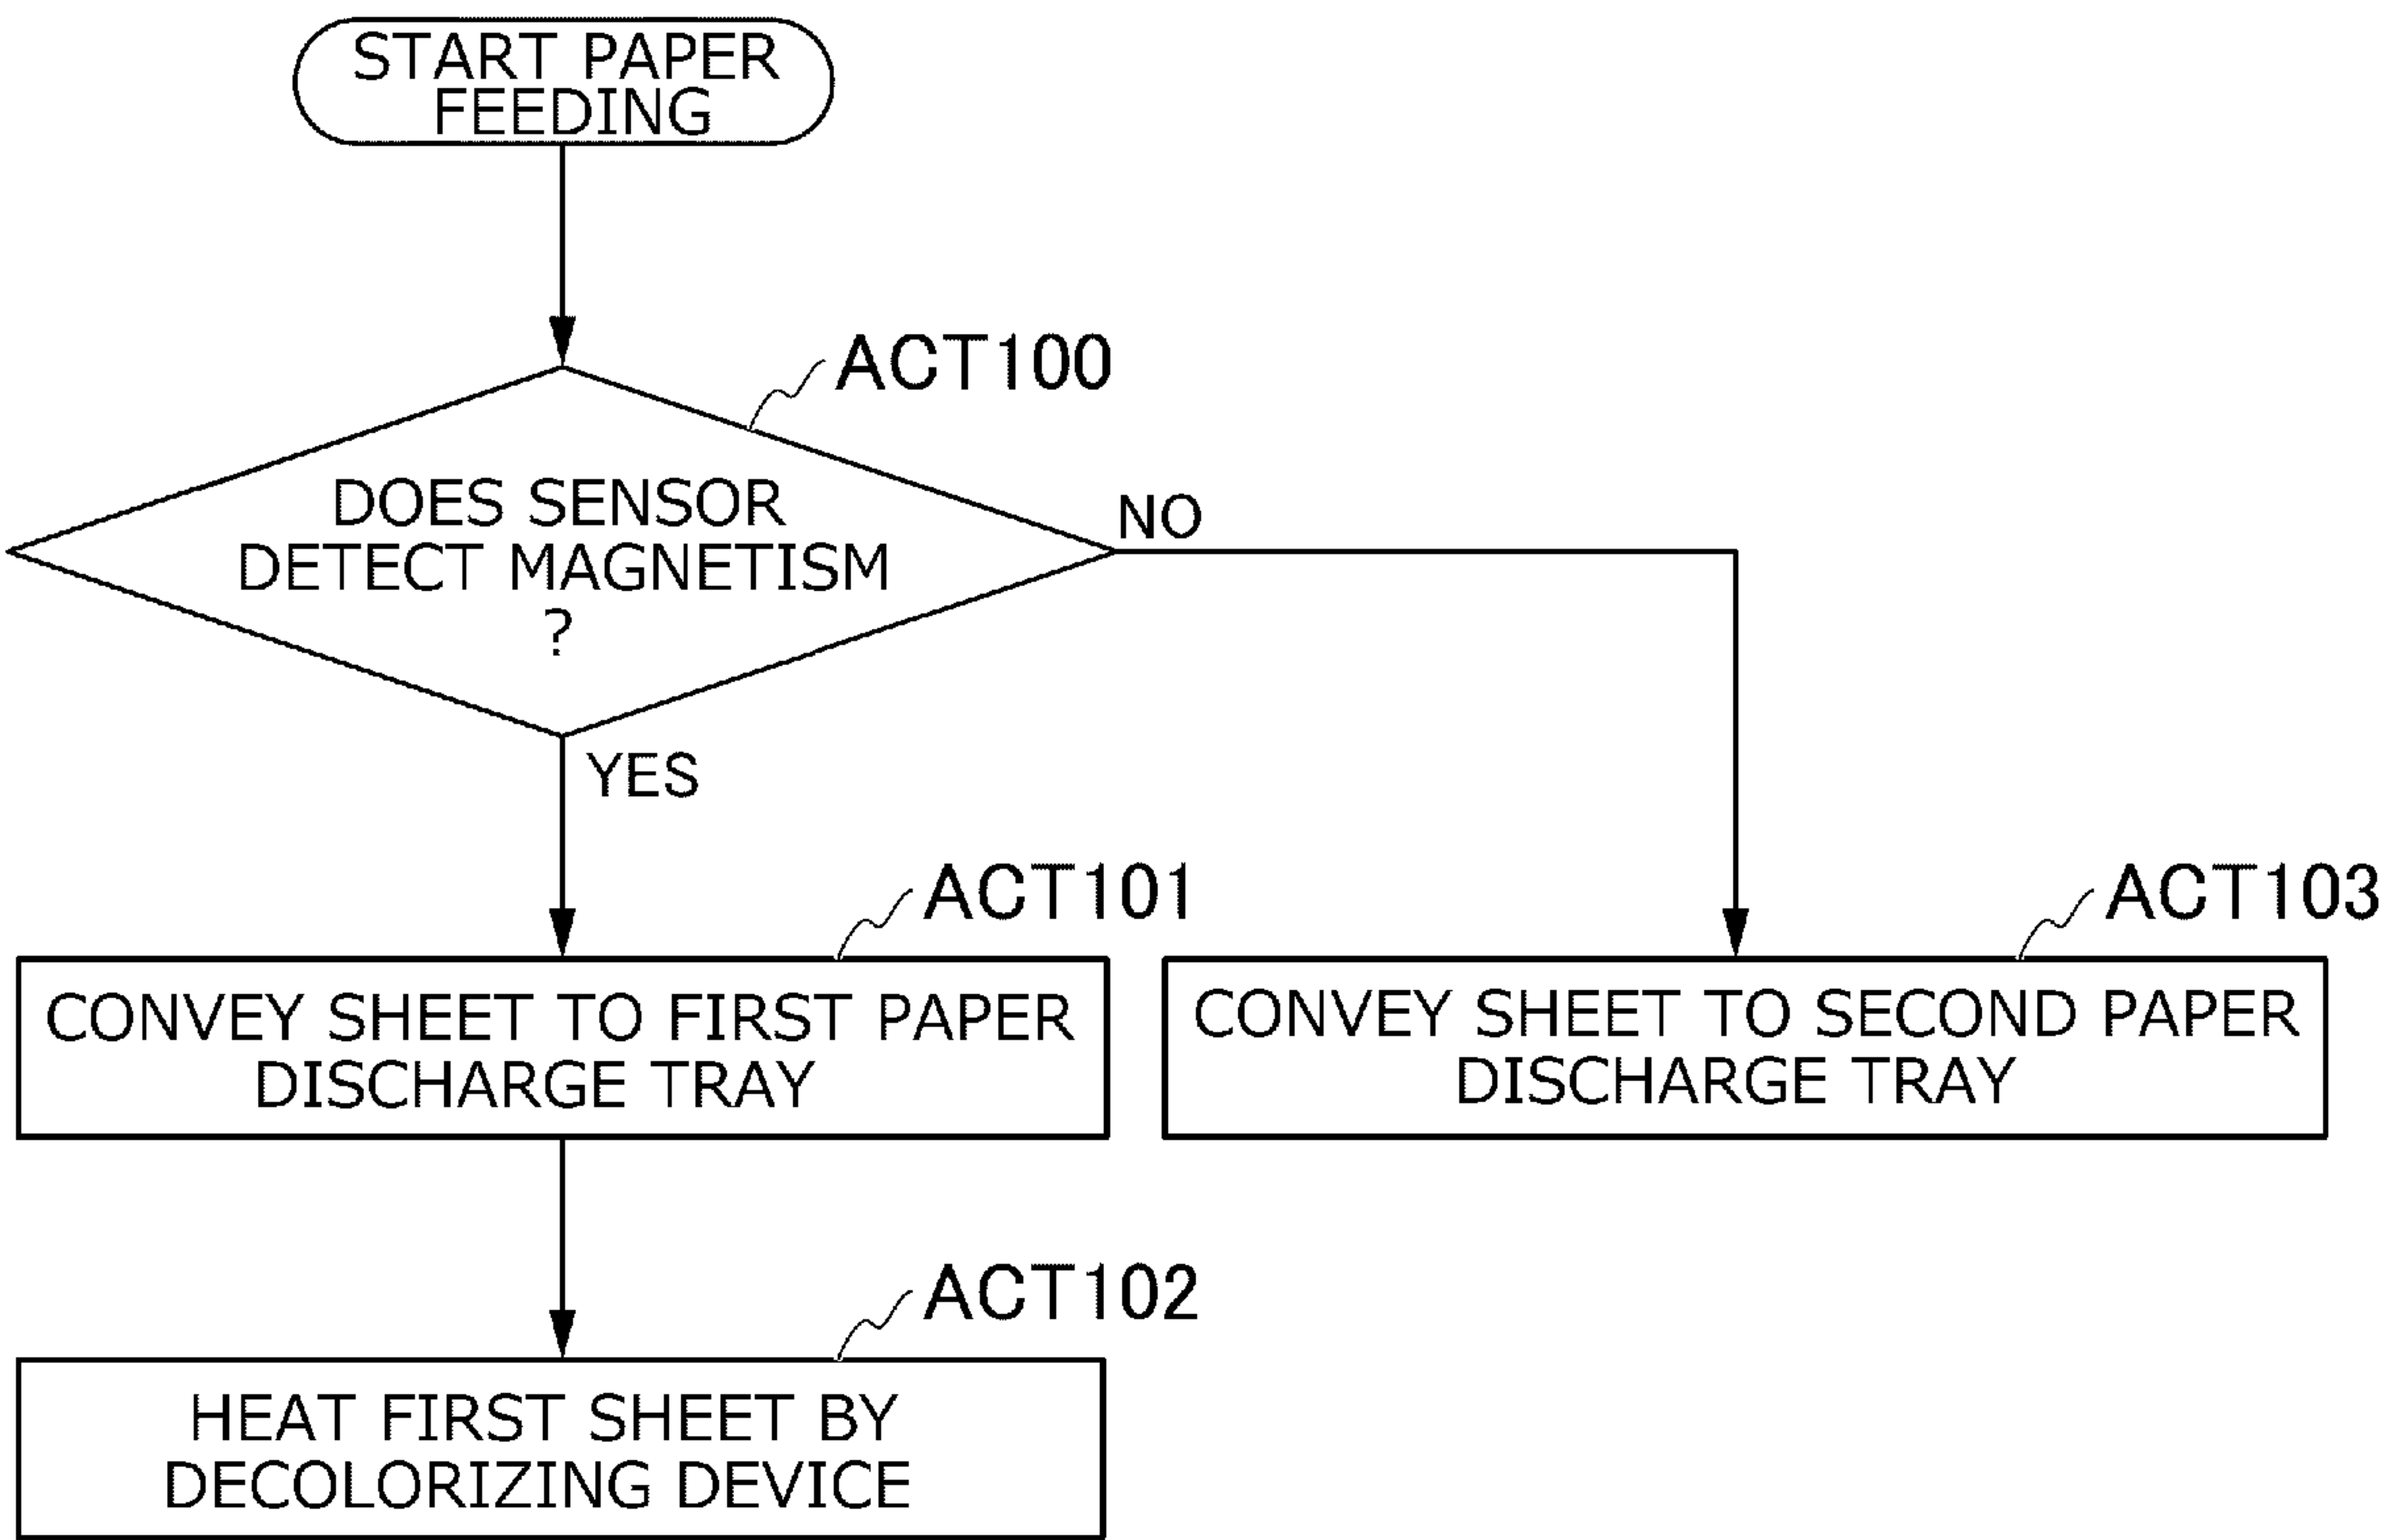 START PAPER
FEEDING
ACT100
DOES SENSOR
DETECT MAGNETISM
?
NO
YES
ACT101
CONVEY SHEET TO FIRST PAPER
DISCHARGE TRAY
ACT103
CONVEY SHEET TO SECOND PAPER
DISCHARGE TRAY
ACT102
HEAT FIRST SHEET BY
DECOLORIZING DEVICE